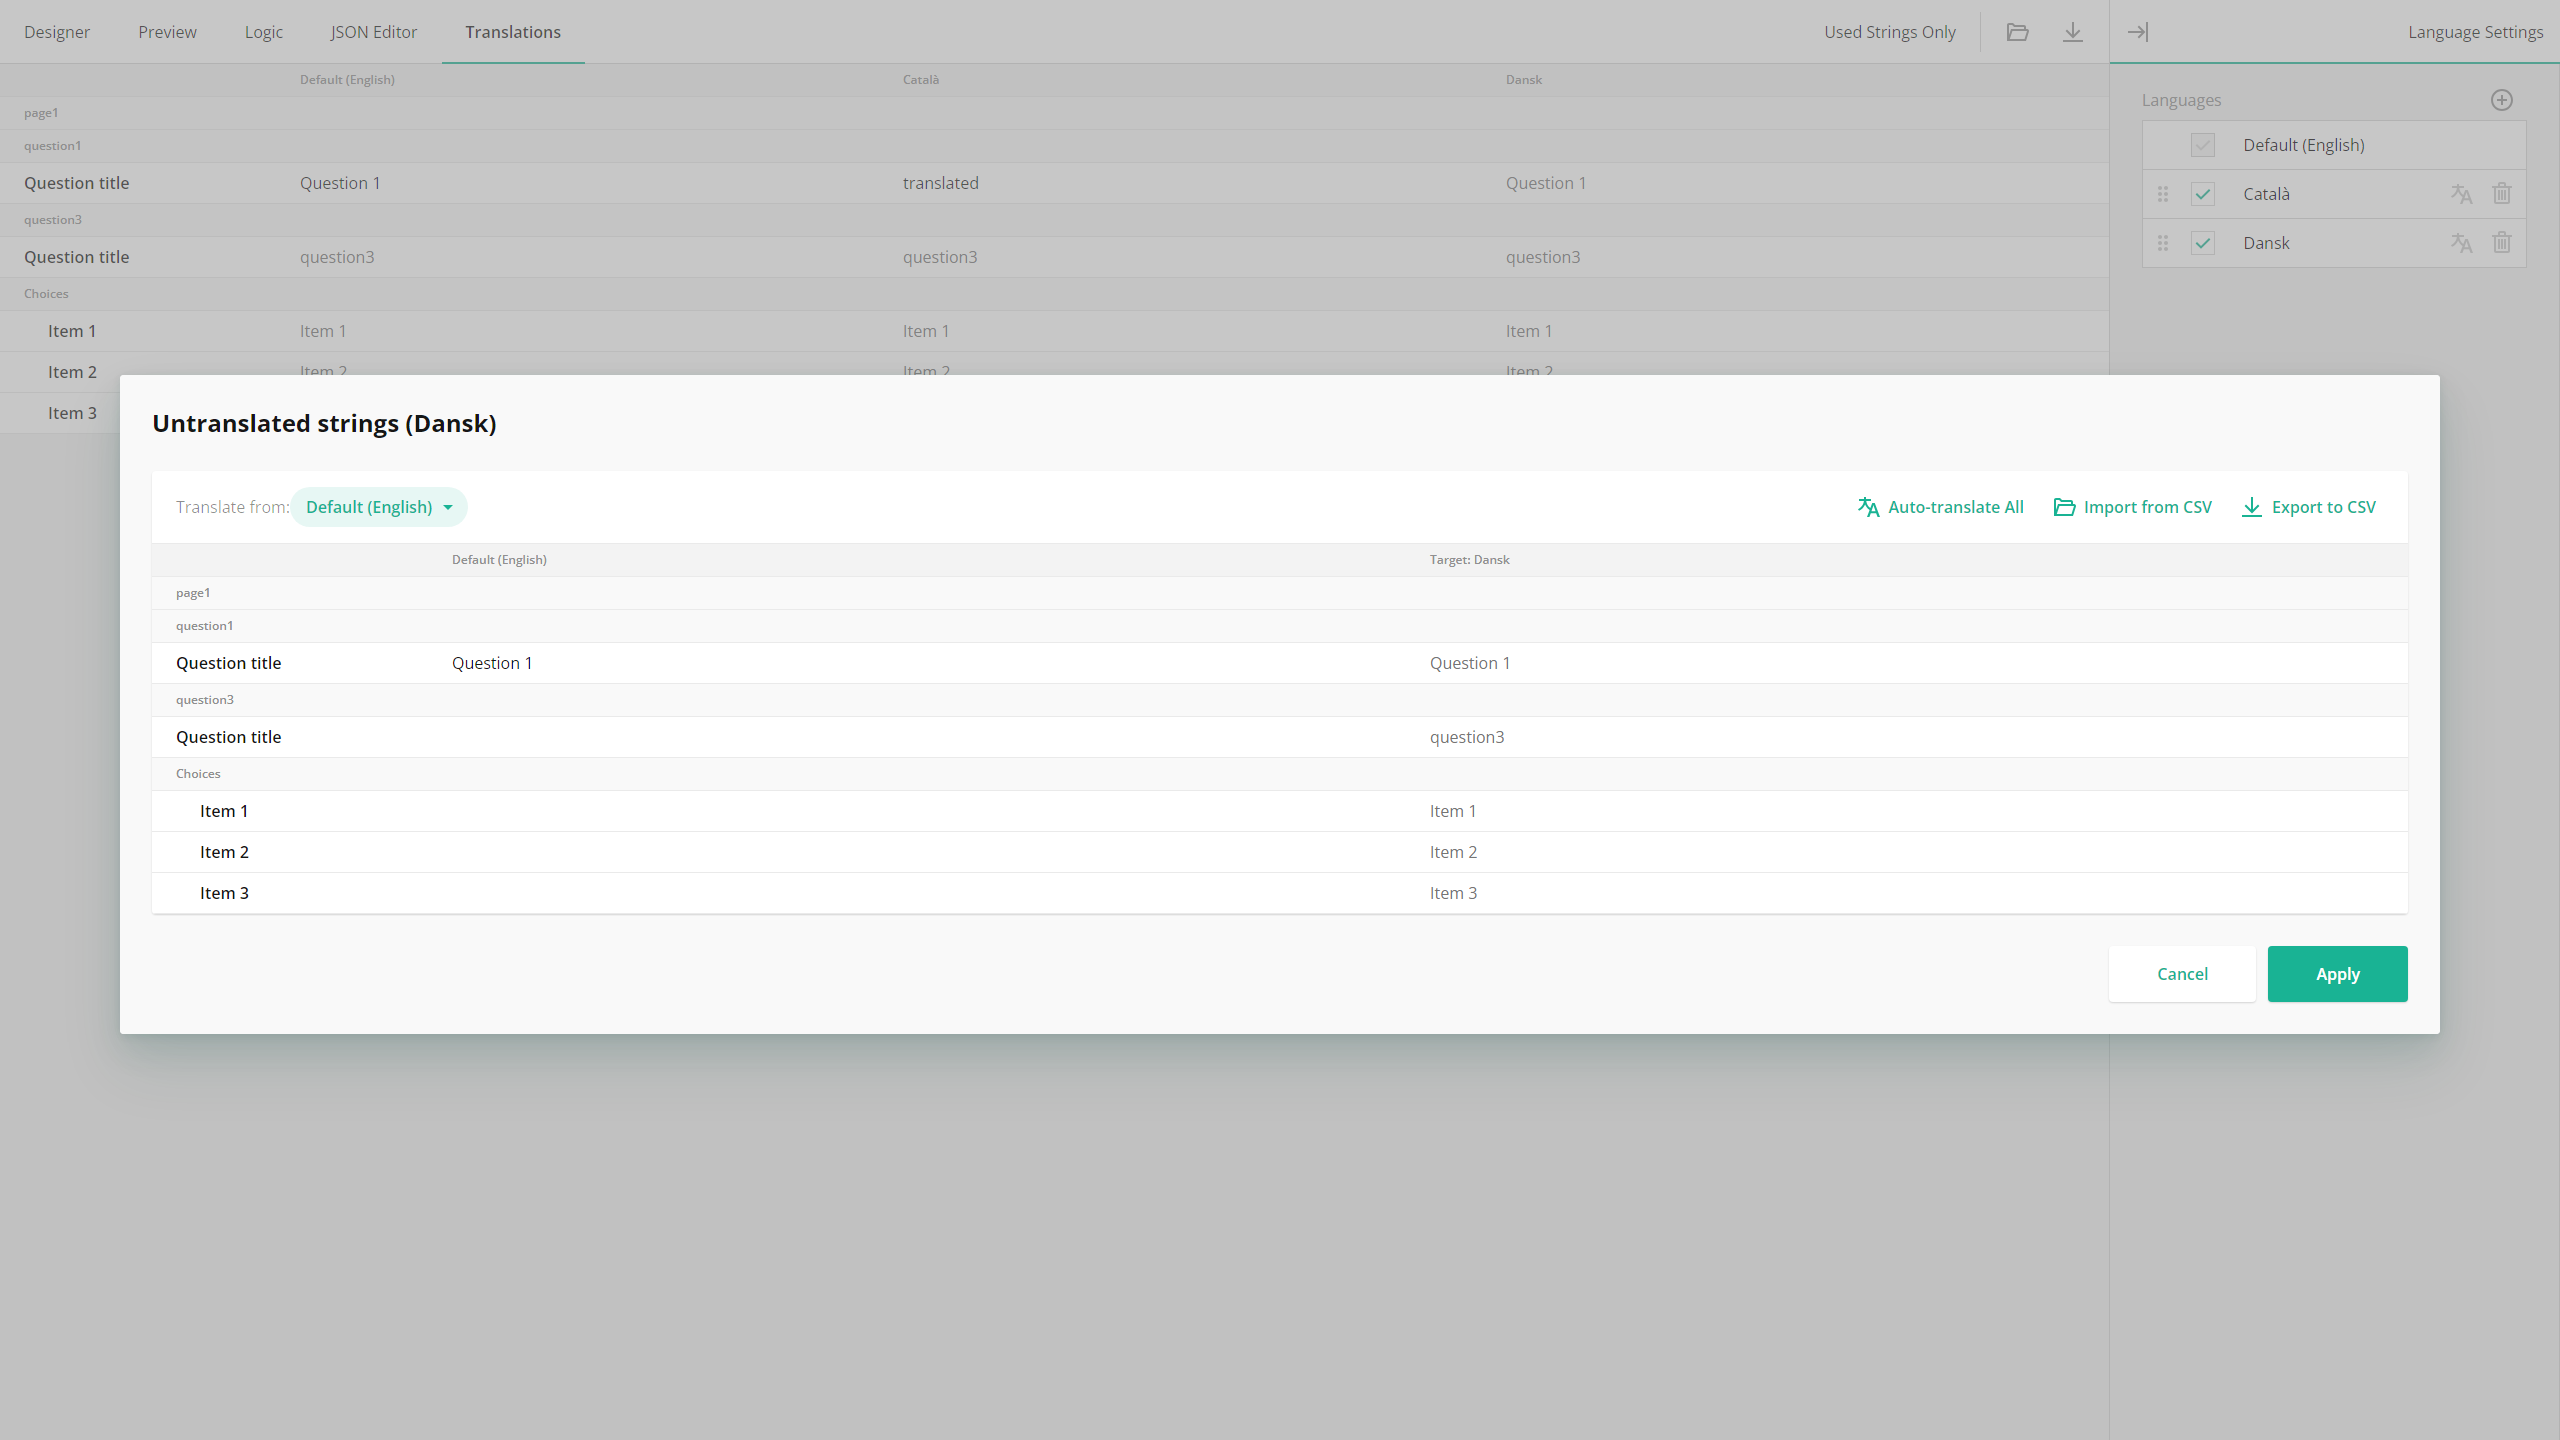 Designer Preview Logic JSON Editor Translations Used Strings Only Language Settings
Default (English) Català Dansk
page1
question1
Question title Question 1 translated Question 1
question3
Question title question3 question3 question3
Choices
Item 1 Item 1 Item 1 Item 1
Item 2 Item 2 Item 2 Item 2
Item 3
Languages
Default (English)
Català
Dansk
Untranslated strings (Dansk)
Translate from: Default (English) Auto-translate All Import from CSV Export to CSV
Default (English) Target: Dansk
page1
question1
Question title Question 1 Question 1
question3
Question title question3
Choices
Item 1 Item 1
Item 2 Item 2
Item 3 Item 3
Cancel Apply